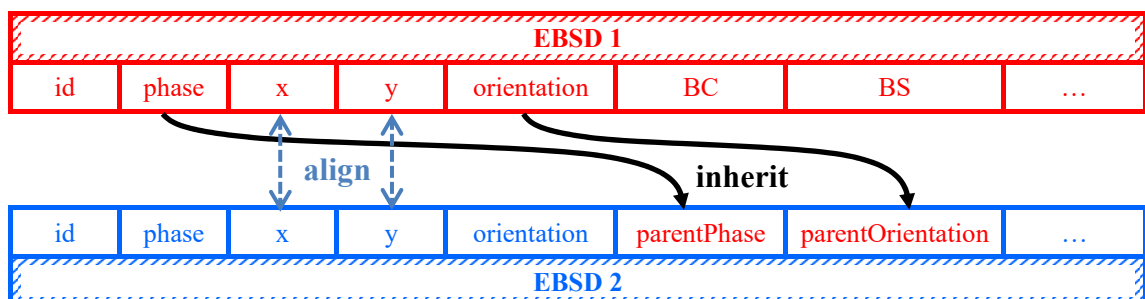 EBSD 1
id phase x y orientation BC BS …
align inherit
id phase x y orientation parentPhase parentOrientation …
EBSD 2